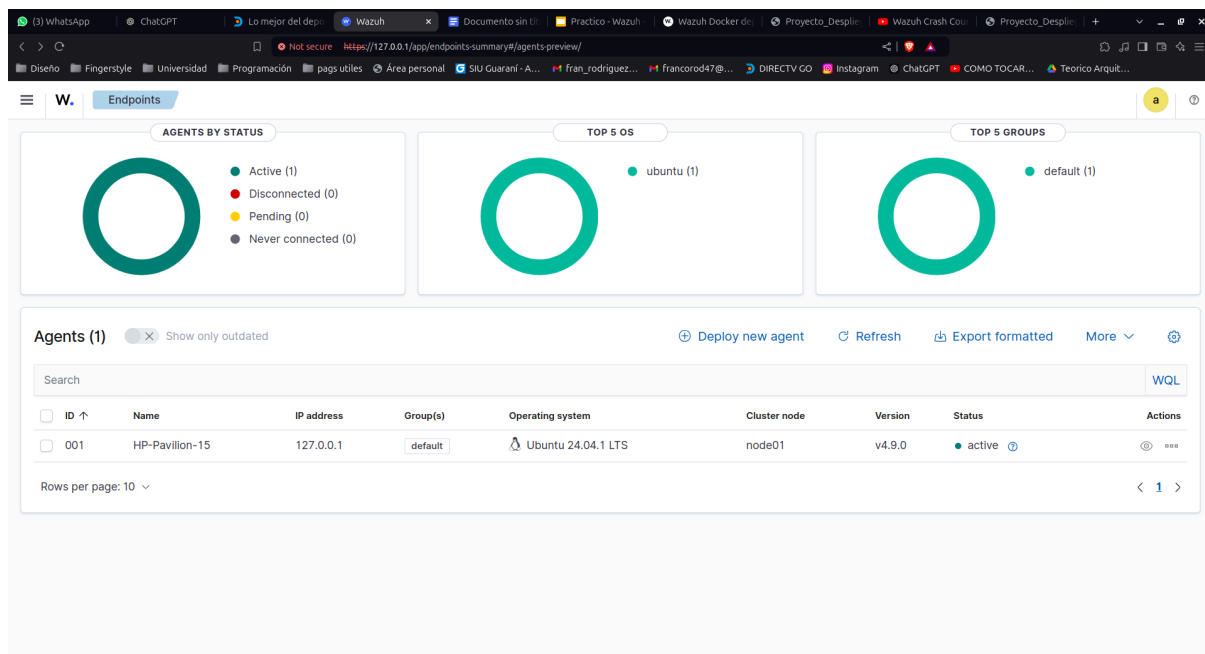 (3) WhatsApp
ChatGPT
Lo mejor del depo
Wazuh
Documento sin tít
Practico - Wazuh -
Wazuh Docker de
Proyecto_Desplie
Wazuh Crash Cour
Proyecto_Desplie
Not secure https://127.0.0.1/app/endpoints-summary#/agents-preview/
Diseño Fingerstyle Universidad Programación pags utiles Área personal SIU Guaraní - A... fran_rodriguez... francorod47@... DIRECTV GO Instagram ChatGPT COMO TOCAR... Teorico Arquit...
W. Endpoints a
AGENTS BY STATUS
Active (1)
Disconnected (0)
Pending (0)
Never connected (0)
TOP 5 OS
ubuntu (1)
TOP 5 GROUPS
default (1)
Agents (1) Show only outdated Deploy new agent Refresh Export formatted More
Search WQL
ID Name IP address Group(s) Operating system Cluster node Version Status Actions
001 HP-Pavilion-15 127.0.0.1 default Ubuntu 24.04.1 LTS node01 v4.9.0 active
Rows per page: 10 1